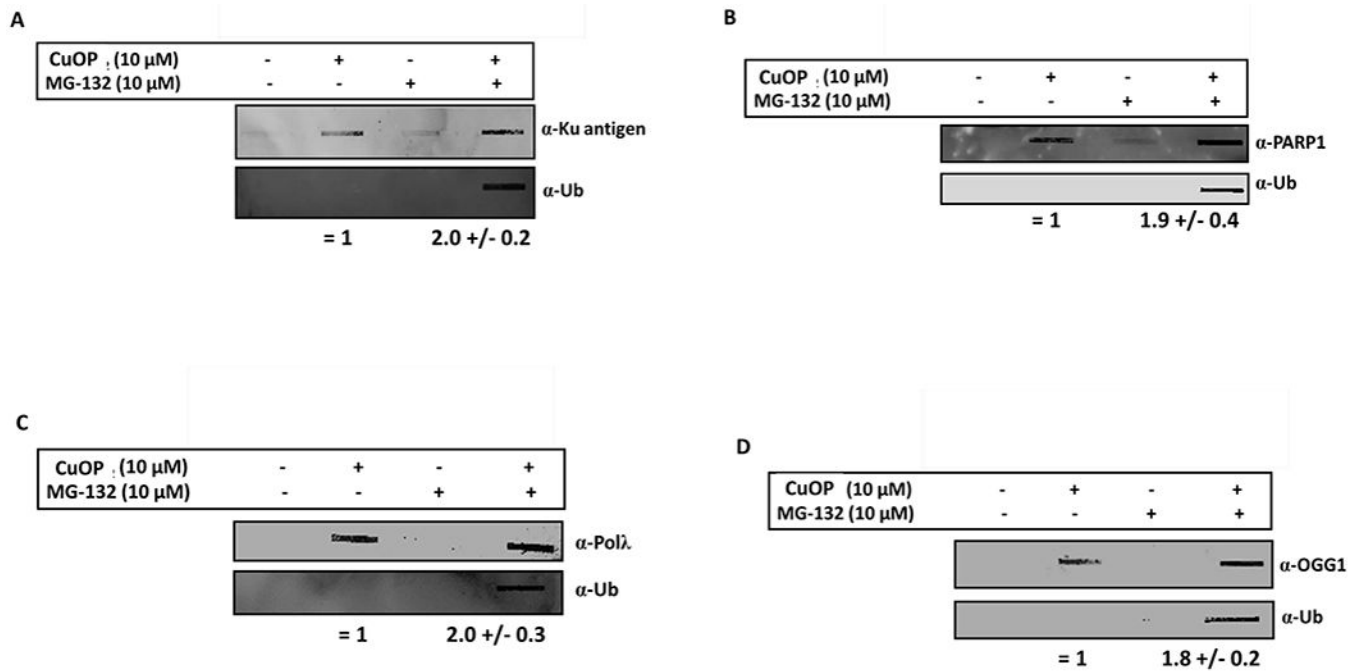 A
CuOP (10 μM) - + - +
MG-132 (10 μM) - - + +
α-Ku antigen
α-Ub
= 1 2.0 +/- 0.2
B
CuOP (10 μM) - + - +
MG-132 (10 μM) - - + +
α-PARP1
α-Ub
= 1 1.9 +/- 0.4
C
CuOP (10 μM) - + - +
MG-132 (10 μM) - - + +
α-Polλ
α-Ub
= 1 2.0 +/- 0.3
D
CuOP (10 μM) - + - +
MG-132 (10 μM) - - + +
α-OGG1
α-Ub
= 1 1.8 +/- 0.2